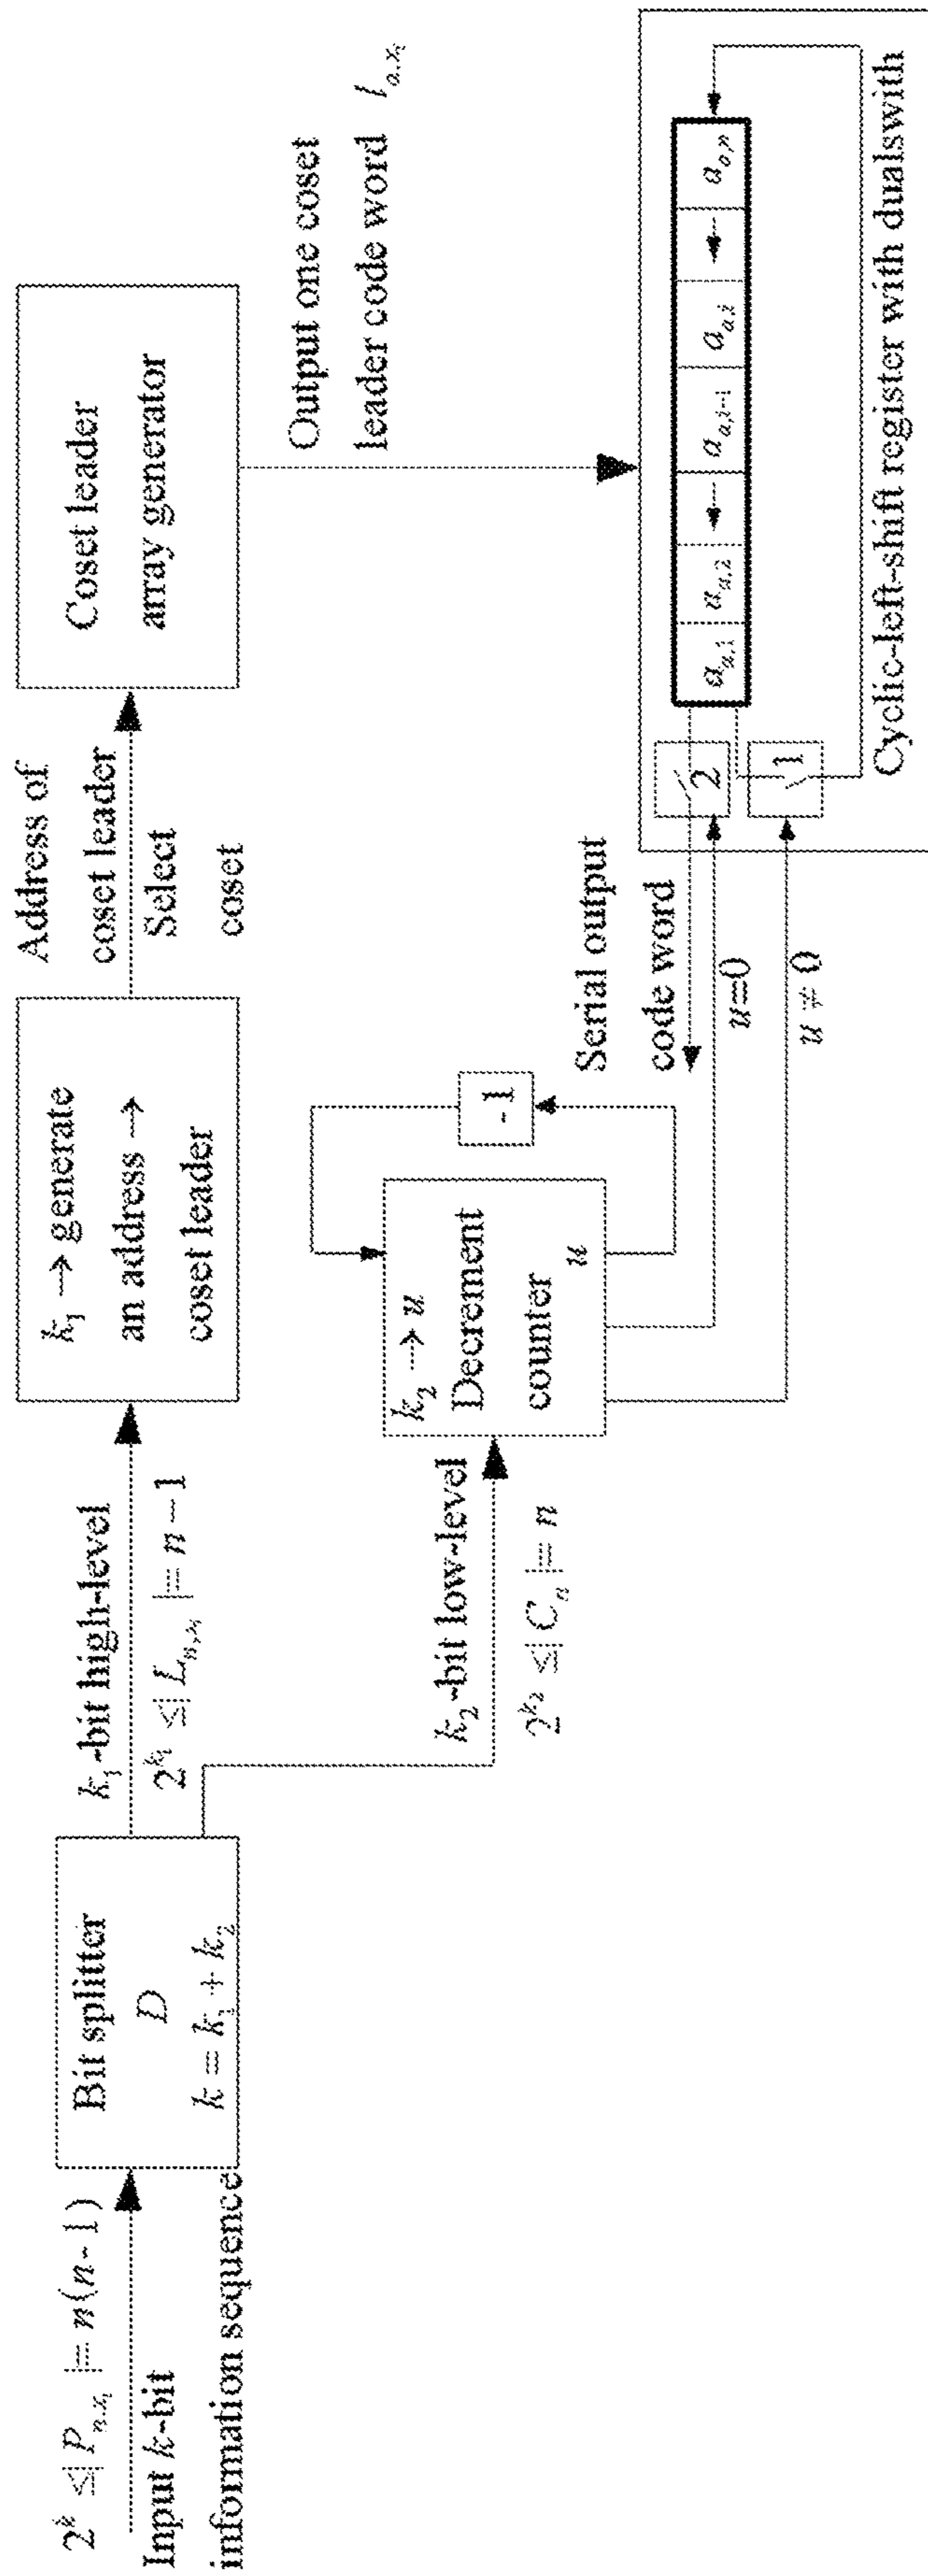 2^k ≤ |P_{n,x_i}| = n(n-1)
Input k-bit
information sequence
Bit splitter
D
k = k_1 + k_2
k_1-bit high-level
2^{k_1} ≤ |L_{n,x_i}| = n-1
k_1 → generate
an address →
coset leader
Address of
coset leader
Select
coset
Coset leader
array generator
Output one coset
leader code word l_{a,x_i}
k_2-bit low-level
2^{k_2} ≤ |C_n| = n
k_2 → u
Decrement
counter
u
-1
Serial output
code word
u=0
u ≠ 0
2
1
a_{a,1} a_{a,2} ← a_{a,i-1} a_{a,i} ← a_{a,n}
Cyclic-left-shift register with dualswith